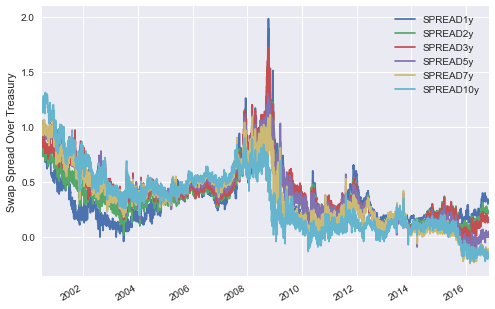 2.0
1.5
1.0
0.5
0.0
Swap Spread Over Treasury
SPREAD1y
SPREAD2y
SPREAD3y
SPREAD5y
SPREAD7y
SPREAD10y
2002
2004
2006
2008
2010
2012
2014
2016